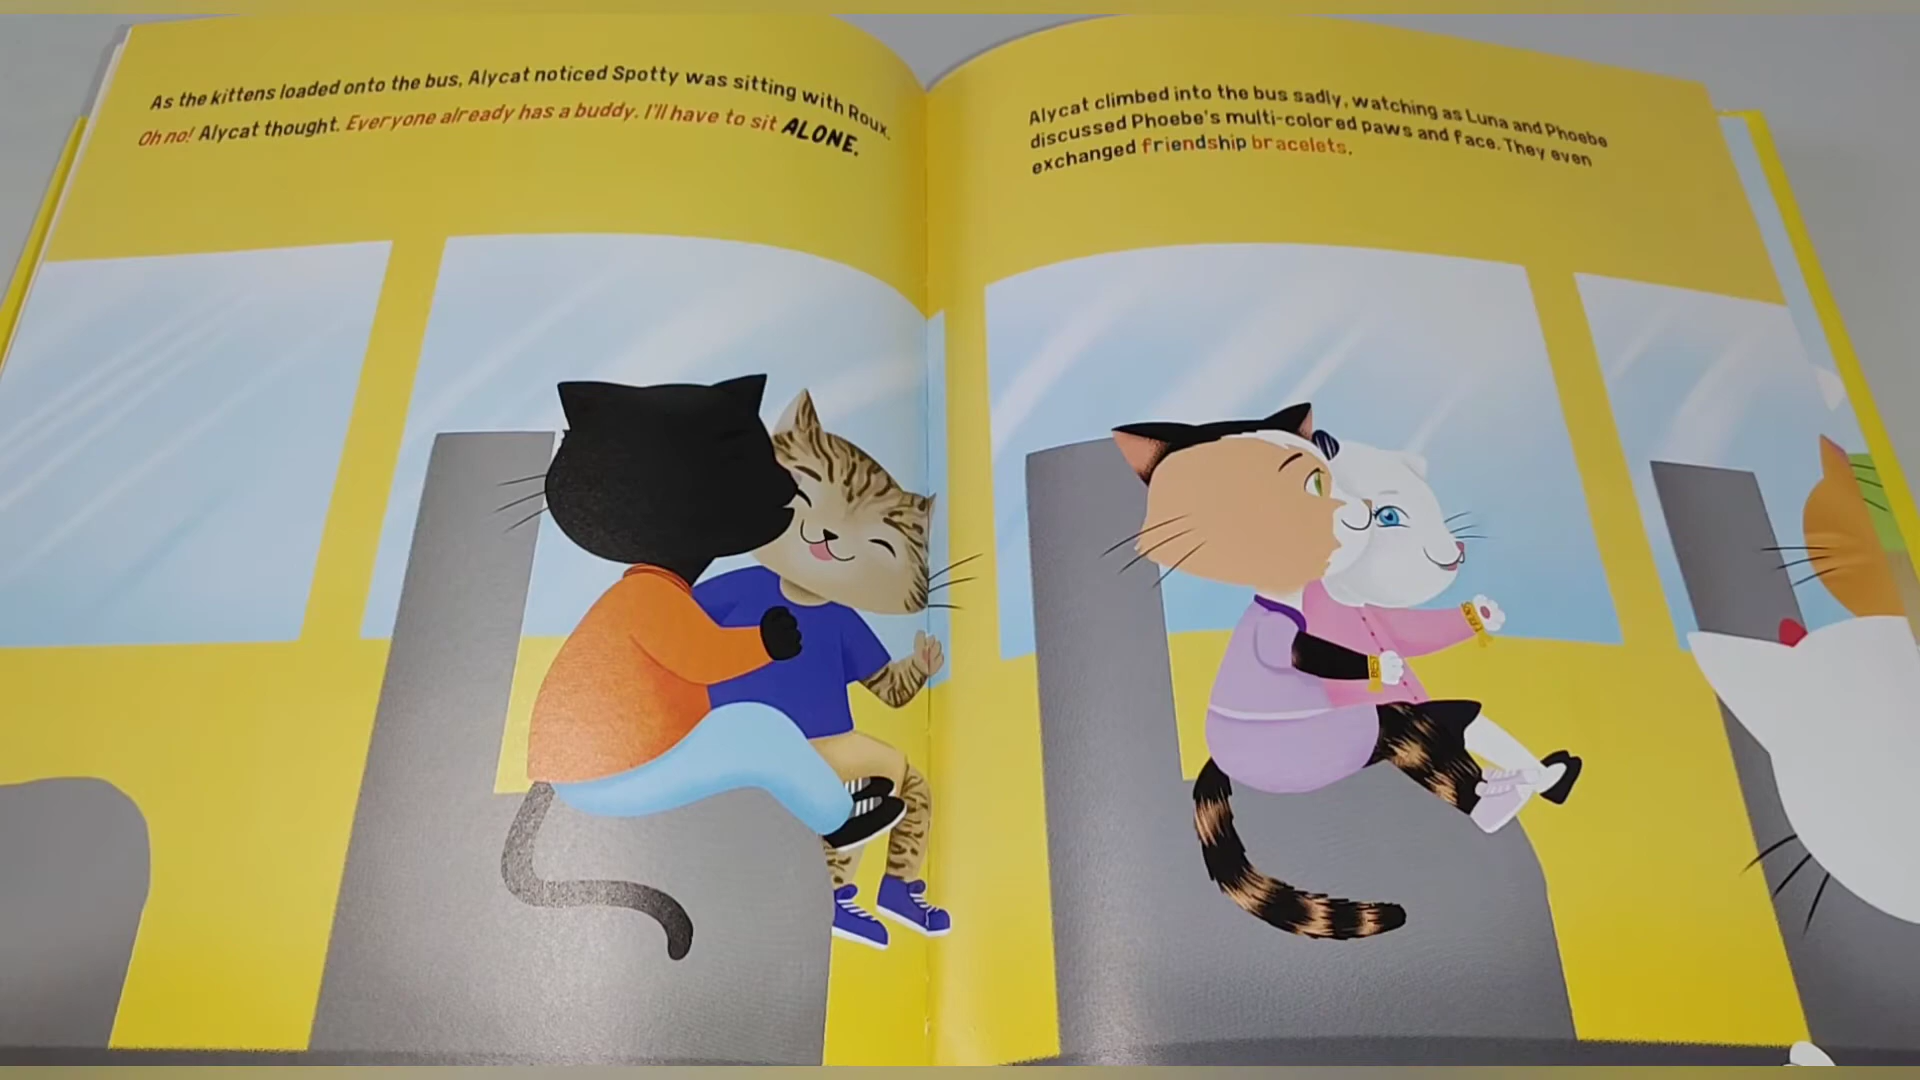 As the kittens loaded onto the bus, Alycat noticed Spotty was sitting with Roux.
Oh no! Alycat thought. Everyone already has a buddy. I'll have to sit ALONE.
Alycat climbed into the bus sadly, watching as Luna and Phoebe
discussed Phoebe's multi-colored paws and face. They even
exchanged friendship bracelets.